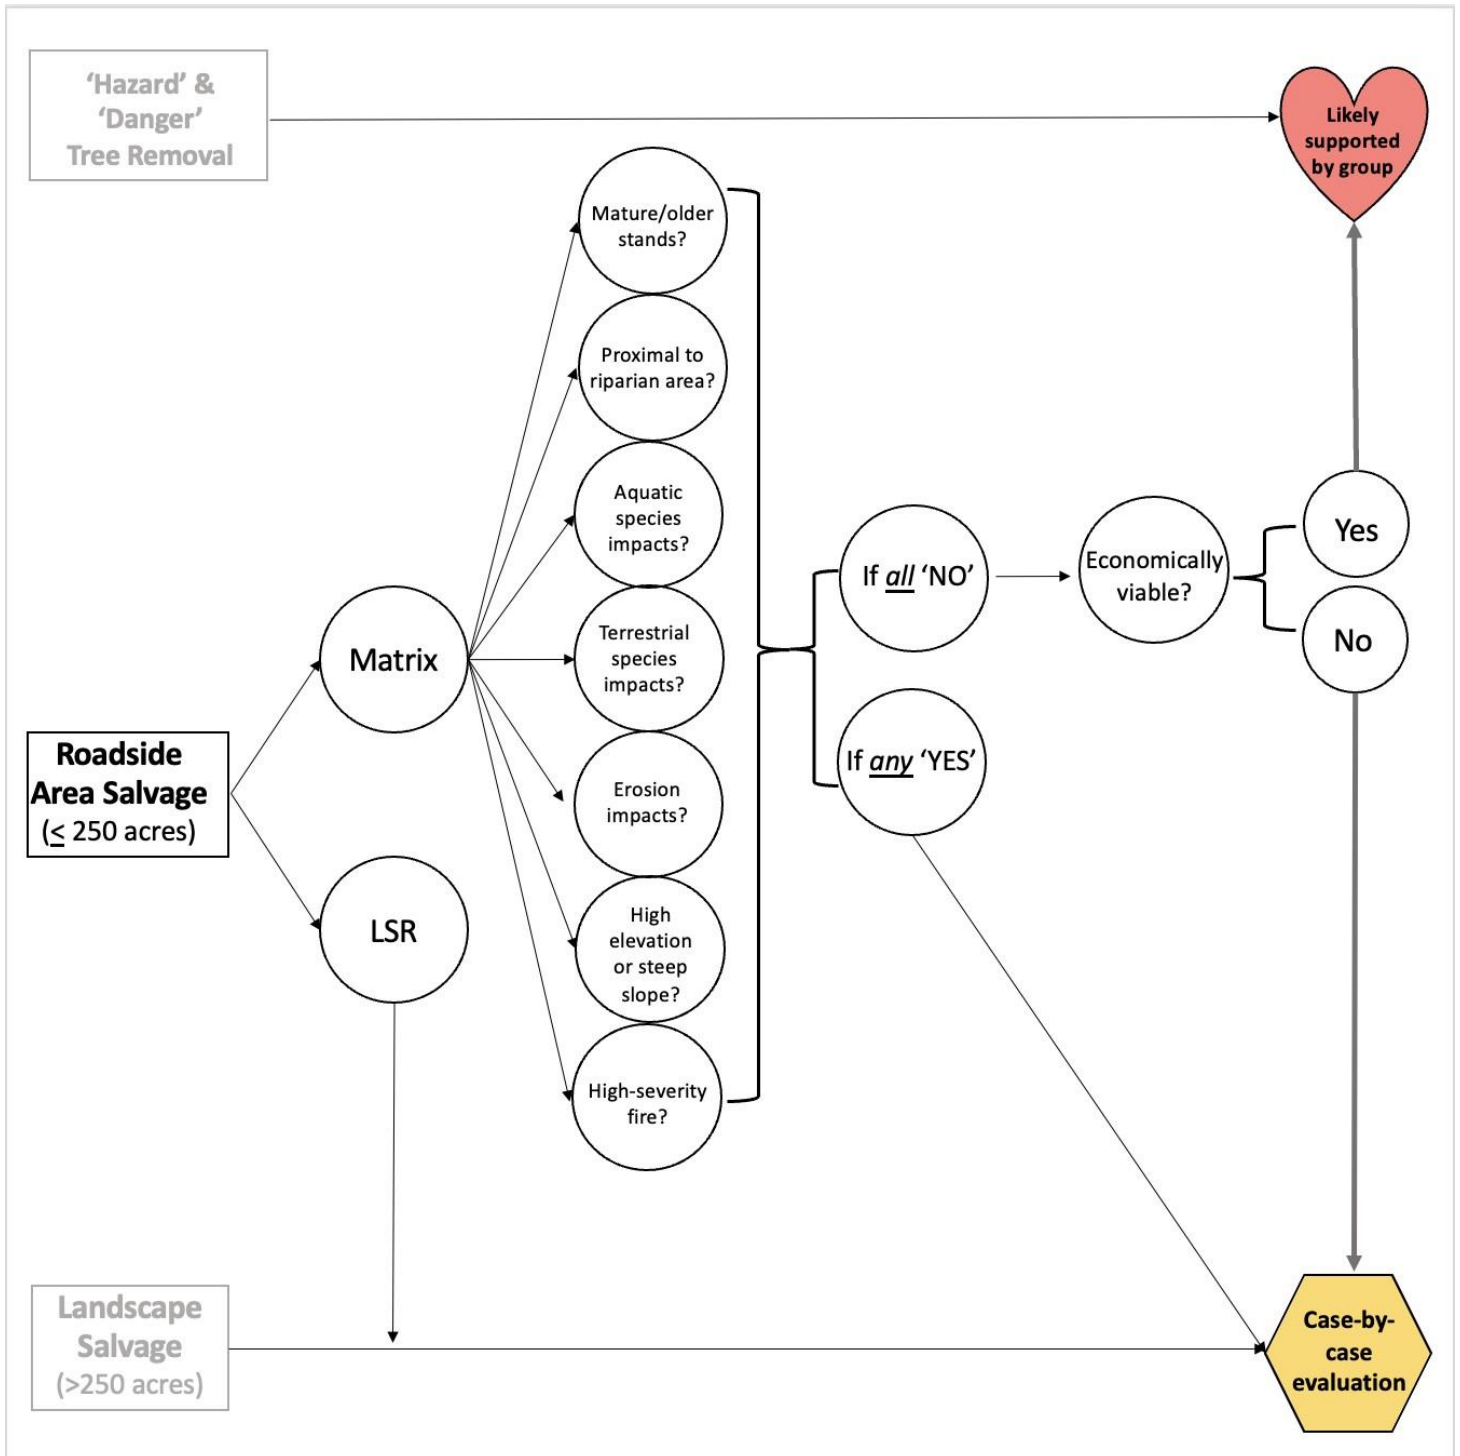 ‘Hazard’ &
‘Danger’
Tree Removal
Likely
supported
by group
Mature/older
stands?
Proximal to
riparian area?
Aquatic
species
impacts?
Terrestrial
species
impacts?
Erosion
impacts?
High
elevation
or steep
slope?
High-severity
fire?
Matrix
Roadside
Area Salvage
(≤ 250 acres)
LSR
If all ‘NO’
If any ‘YES’
Economically
viable?
Yes
No
Landscape
Salvage
(>250 acres)
Case-by-
case
evaluation